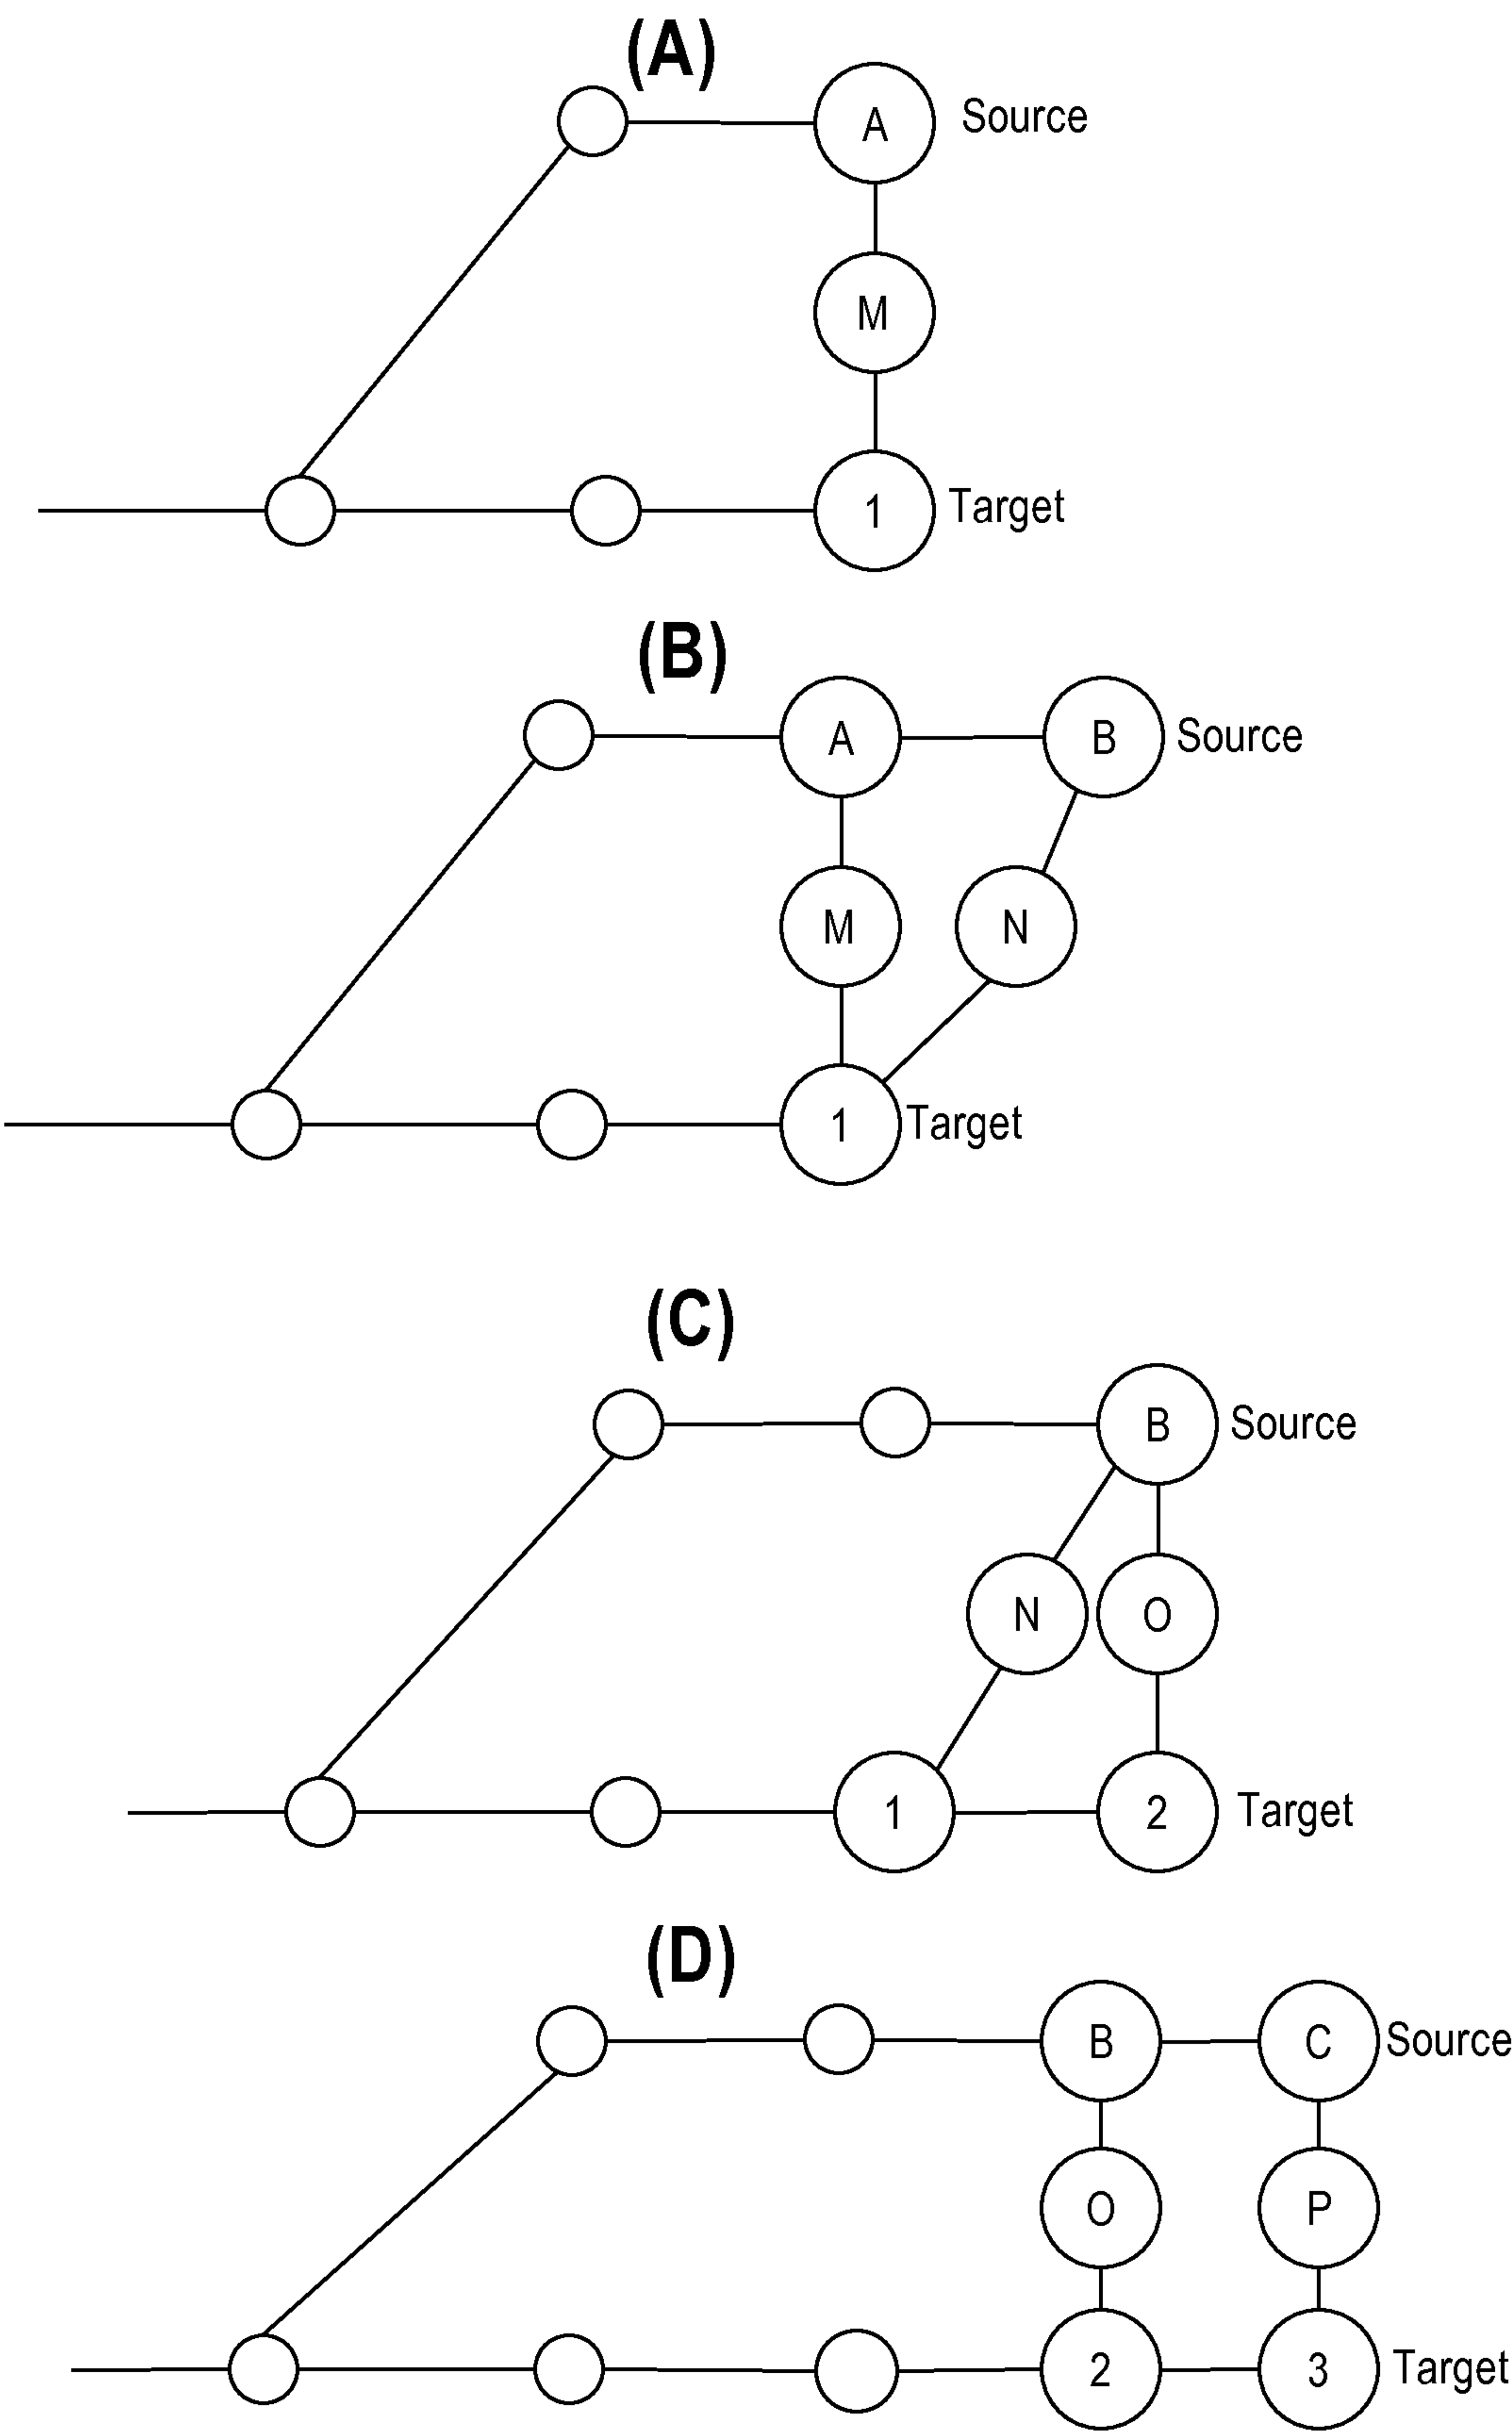 (A)
A Source
M
1 Target
(B)
A B Source
M N
1 Target
(C)
B Source
N O
1 2 Target
(D)
B C Source
O P
2 3 Target